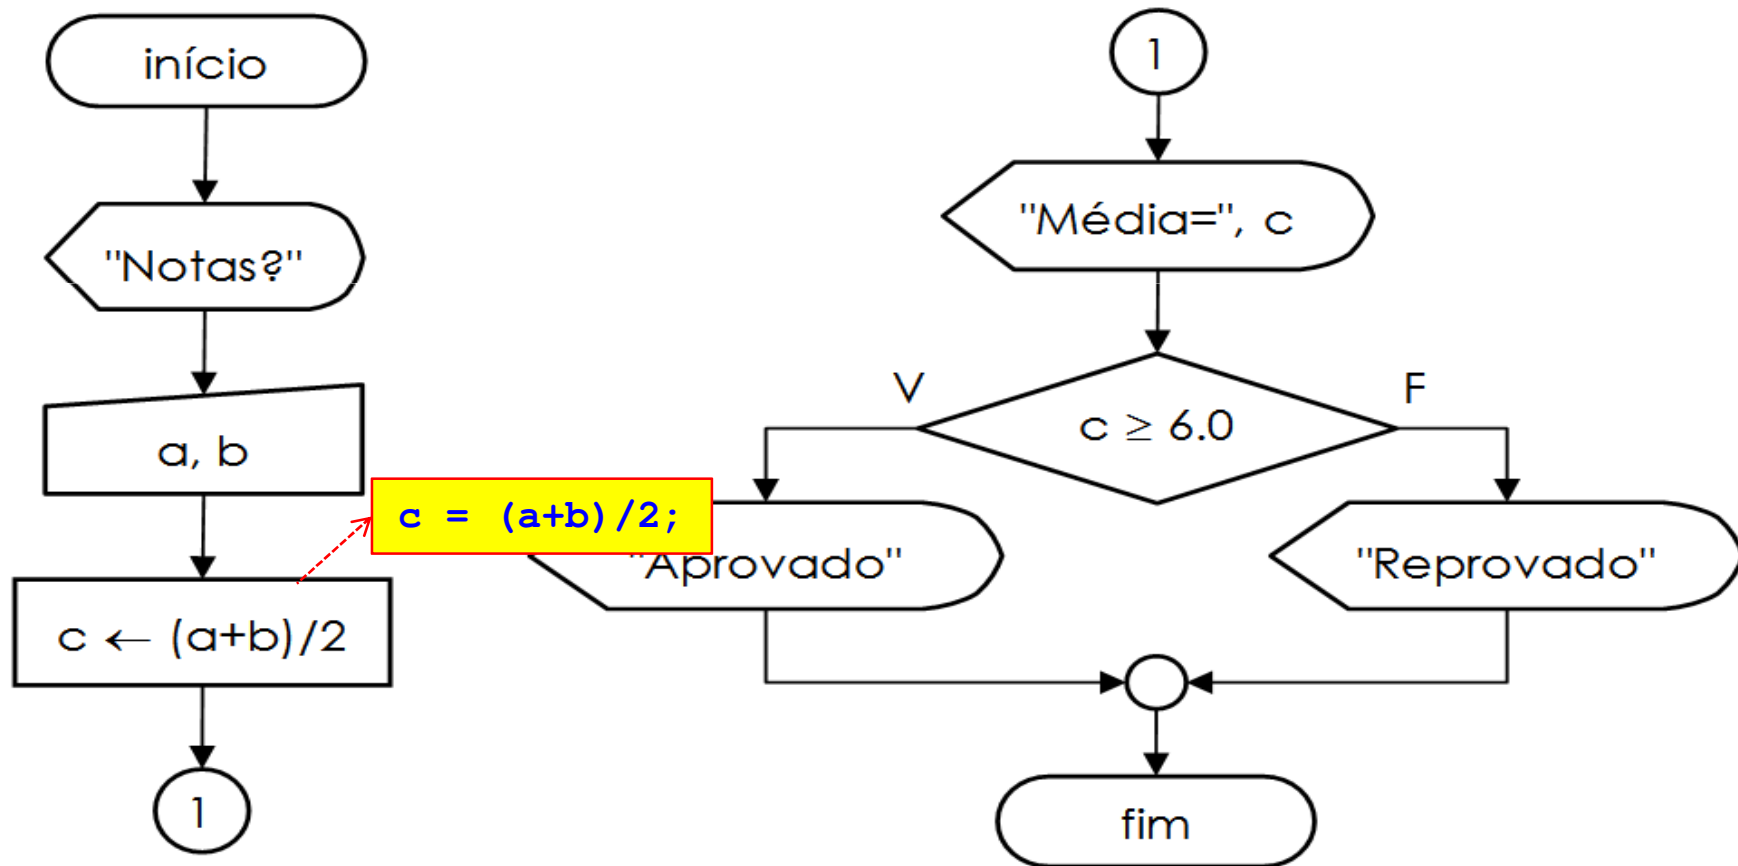 início
"Notas?"
a, b
c ← (a+b)/2
1
c = (a+b)/2;
1
"Média=", c
c ≥ 6.0
V
F
"Aprovado"
"Reprovado"
fim